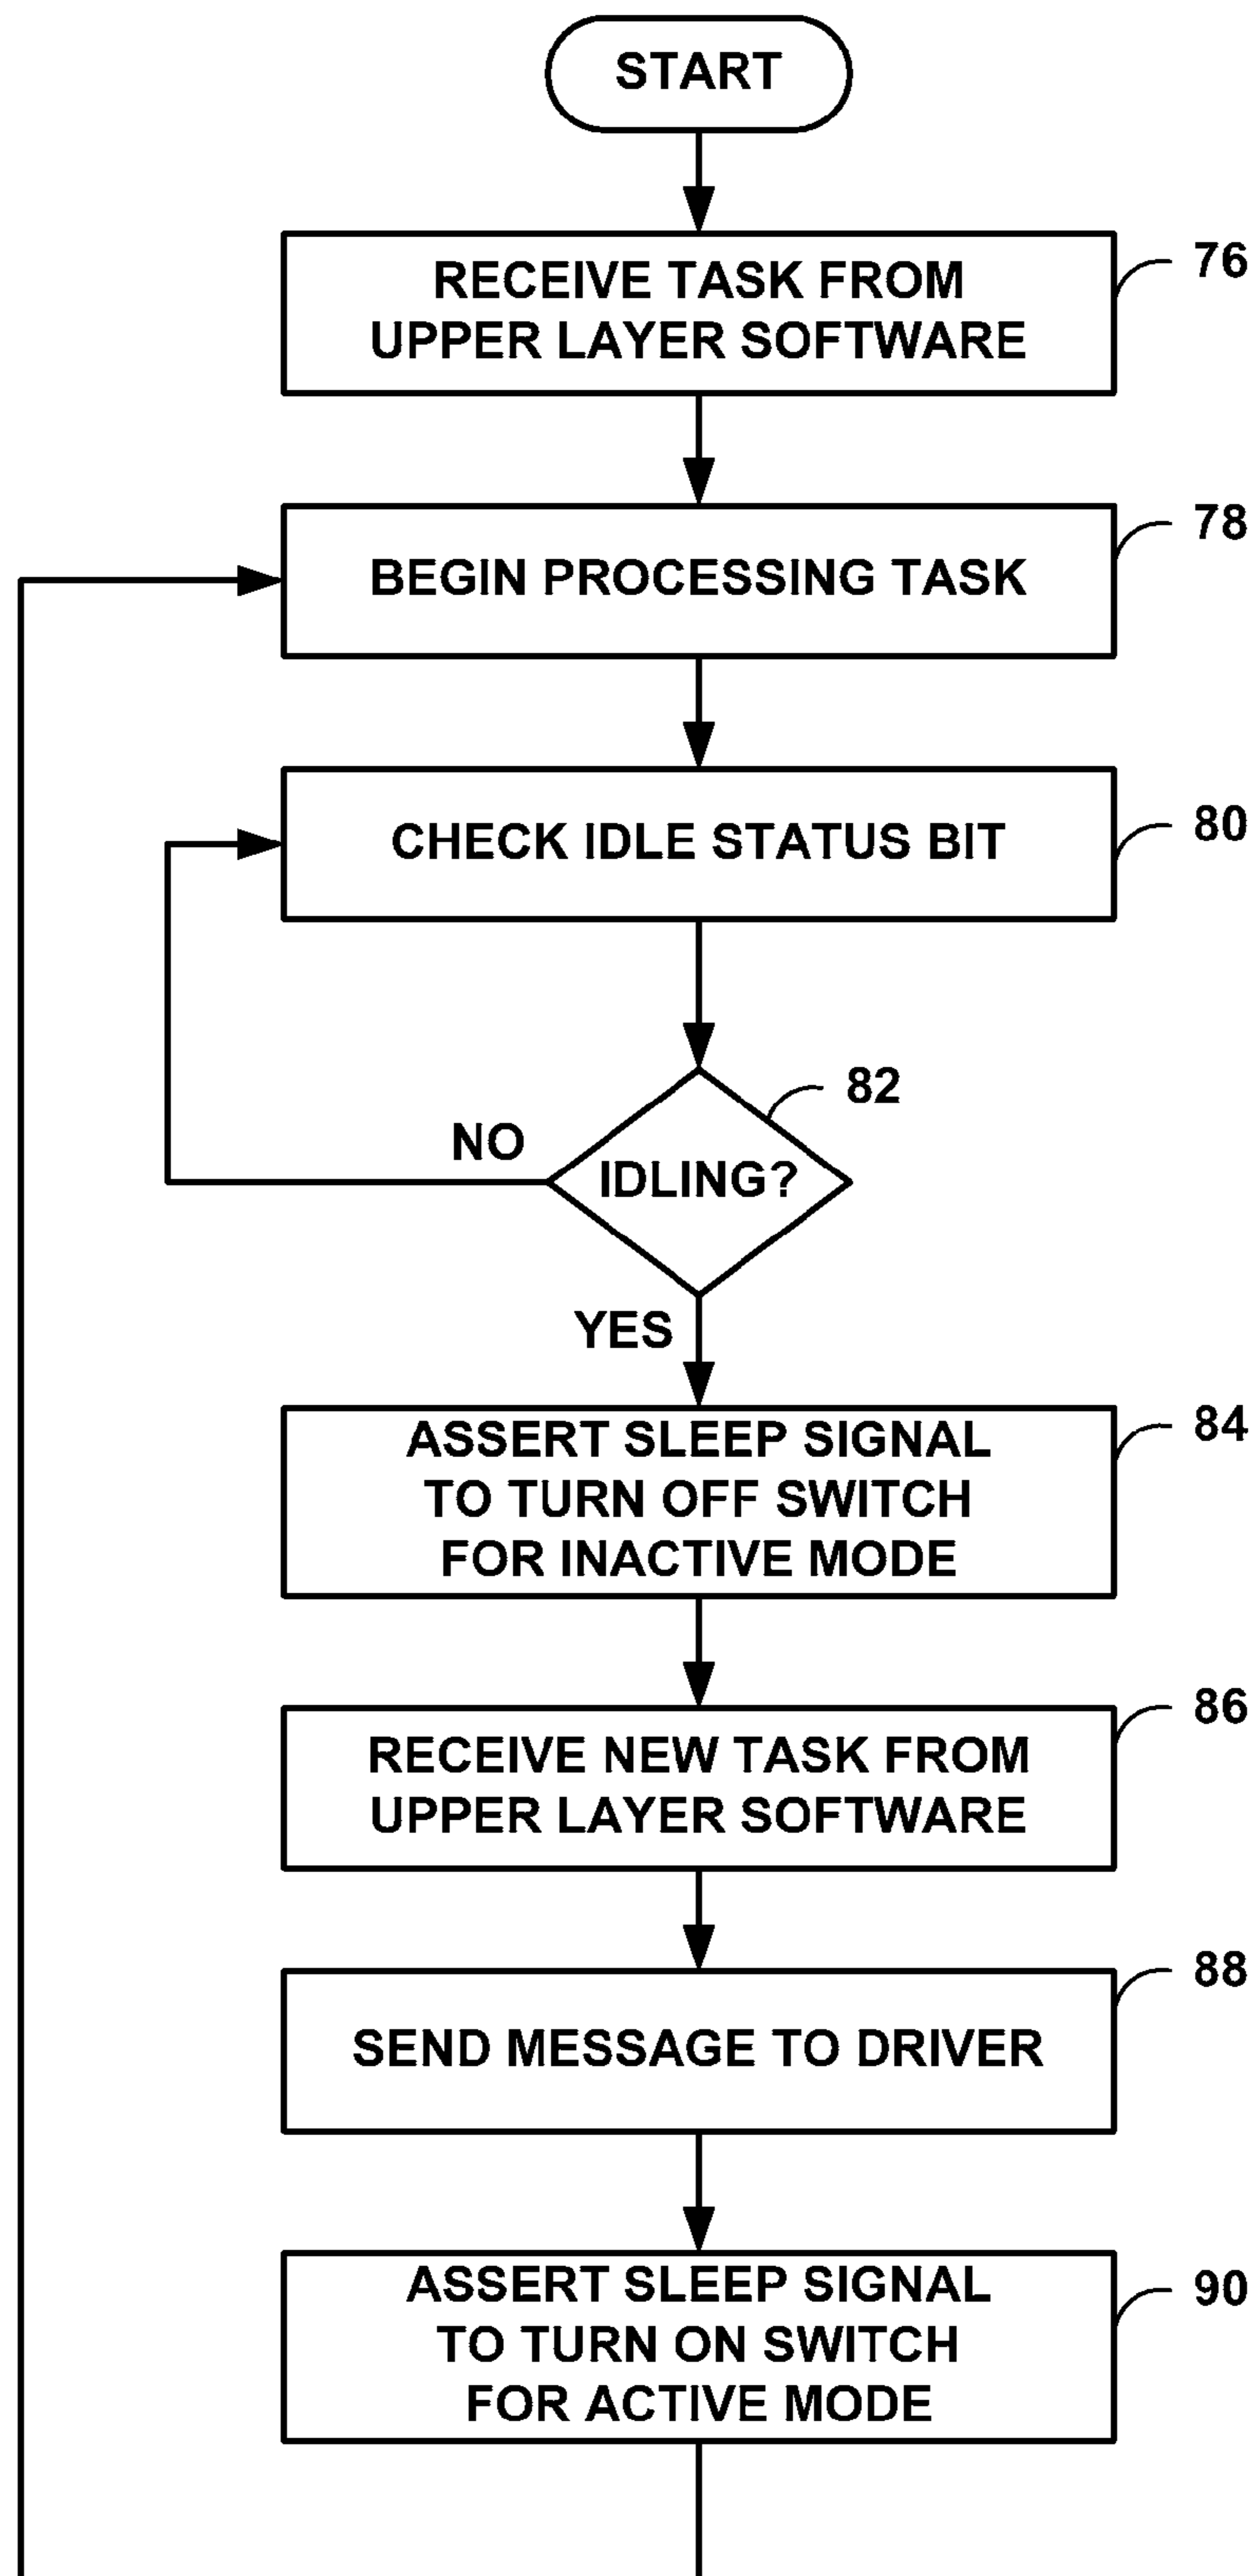 START
RECEIVE TASK FROM
UPPER LAYER SOFTWARE
76
BEGIN PROCESSING TASK
78
CHECK IDLE STATUS BIT
80
82
NO
IDLING?
YES
ASSERT SLEEP SIGNAL
TO TURN OFF SWITCH
FOR INACTIVE MODE
84
RECEIVE NEW TASK FROM
UPPER LAYER SOFTWARE
86
SEND MESSAGE TO DRIVER
88
ASSERT SLEEP SIGNAL
TO TURN ON SWITCH
FOR ACTIVE MODE
90